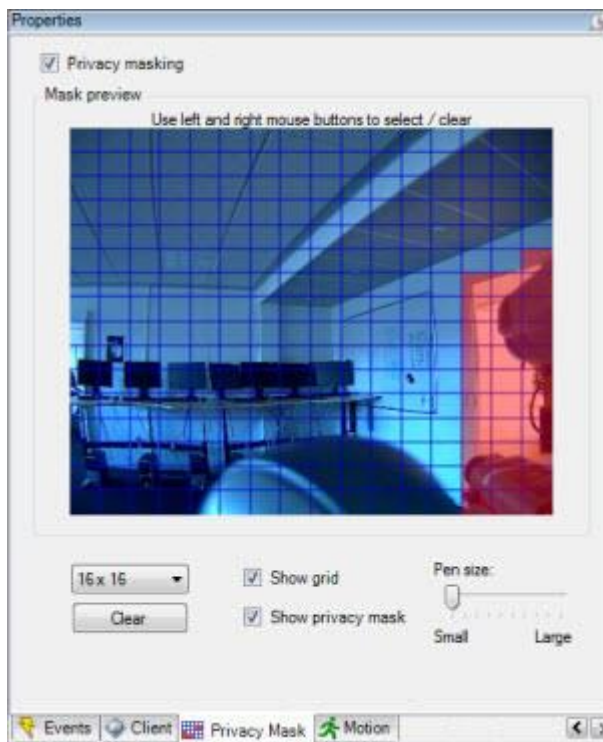 Properties
Privacy masking
Mask preview
Use left and right mouse buttons to select / clear
16 x 16
Show grid
Pen size:
Clear
Show privacy mask
Small Large
Events Client Privacy Mask Motion